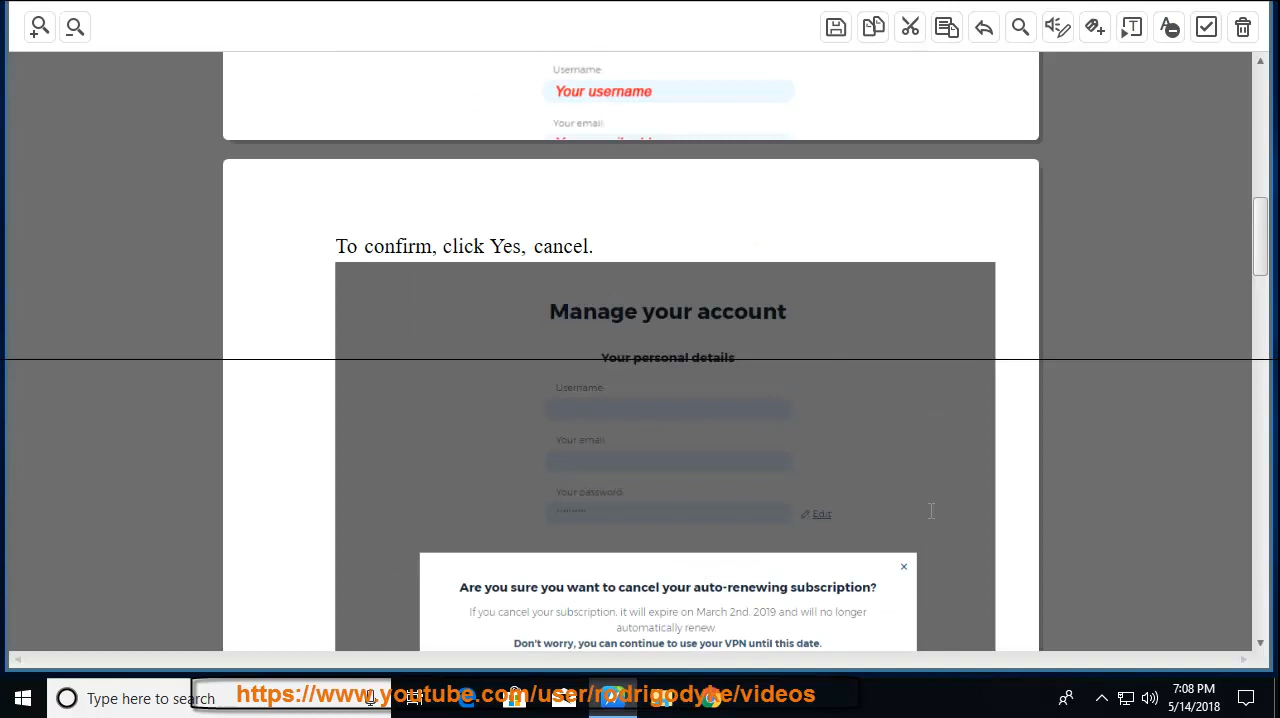 Username:
Your username
Your email:
To confirm, click Yes, cancel.
Manage your account
Your personal details
Username:
Your email:
Your password:
Edit
Are you sure you want to cancel your auto-renewing subscription?
If you cancel your subscription, it will expire on March 2nd, 2019 and will no longer
automatically renew.
Don't worry, you can continue to use your VPN until this date.
Type here to search
https://www.youtube.com/user/rodrigodyke/videos
7:08 PM
5/14/2018